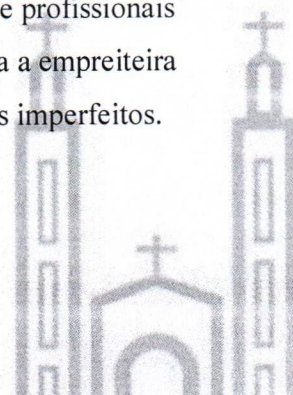 e profissionais
a a empreiteira
s imperfeitos.